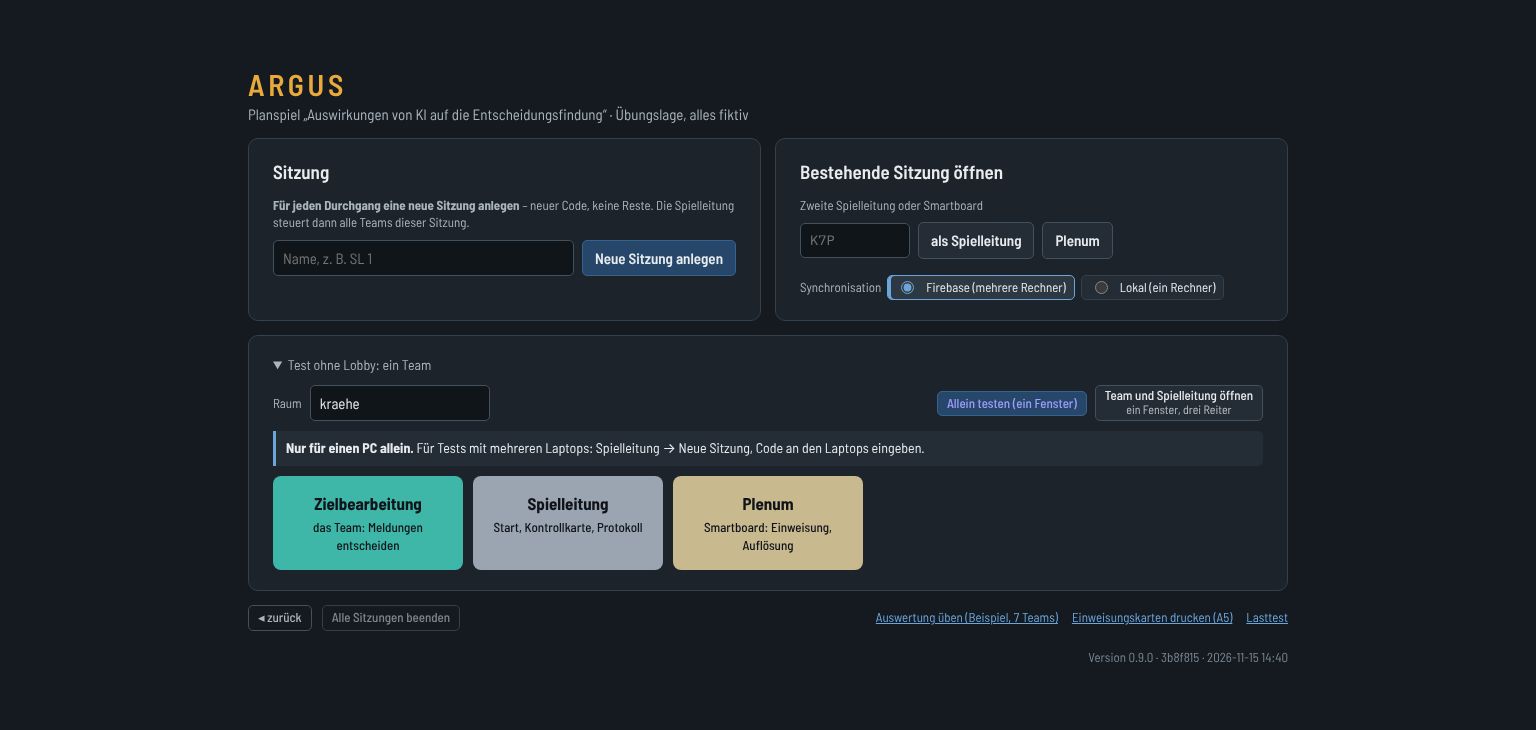 ARGUS
Planspiel „Auswirkungen von KI auf die Entscheidungsfindung“ · Übungslage, alles fiktiv
Sitzung
Für jeden Durchgang eine neue Sitzung anlegen – neuer Code, keine Reste. Die Spielleitung
steuert dann alle Teams dieser Sitzung.
Name, z. B. SL 1
Neue Sitzung anlegen
Bestehende Sitzung öffnen
Zweite Spielleitung oder Smartboard
K7P
als Spielleitung
Plenum
Synchronisation
Firebase (mehrere Rechner)
Lokal (ein Rechner)
▼ Test ohne Lobby: ein Team
Raum
kraehe
Allein testen (ein Fenster)
Team und Spielleitung öffnen
ein Fenster, drei Reiter
Nur für einen PC allein. Für Tests mit mehreren Laptops: Spielleitung → Neue Sitzung, Code an den Laptops eingeben.
Zielbearbeitung
das Team: Meldungen
entscheiden
Spielleitung
Start, Kontrollkarte, Protokoll
Plenum
Smartboard: Einweisung,
Auflösung
◂ zurück
Alle Sitzungen beenden
Auswertung üben (Beispiel, 7 Teams)
Einweisungskarten drucken (A5)
Lasttest
Version 0.9.0 · 3b8f815 · 2026-11-15 14:40